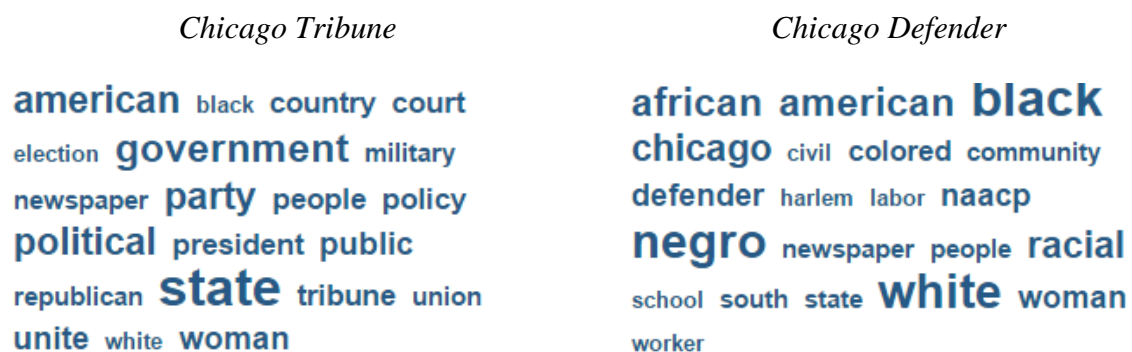 Chicago Tribune
american black country court
election government military
newspaper party people policy
political president public
republican state tribune union
unite white woman
Chicago Defender
african american black
chicago civil colored community
defender harlem labor naacp
negro newspaper people racial
school south state white woman
worker